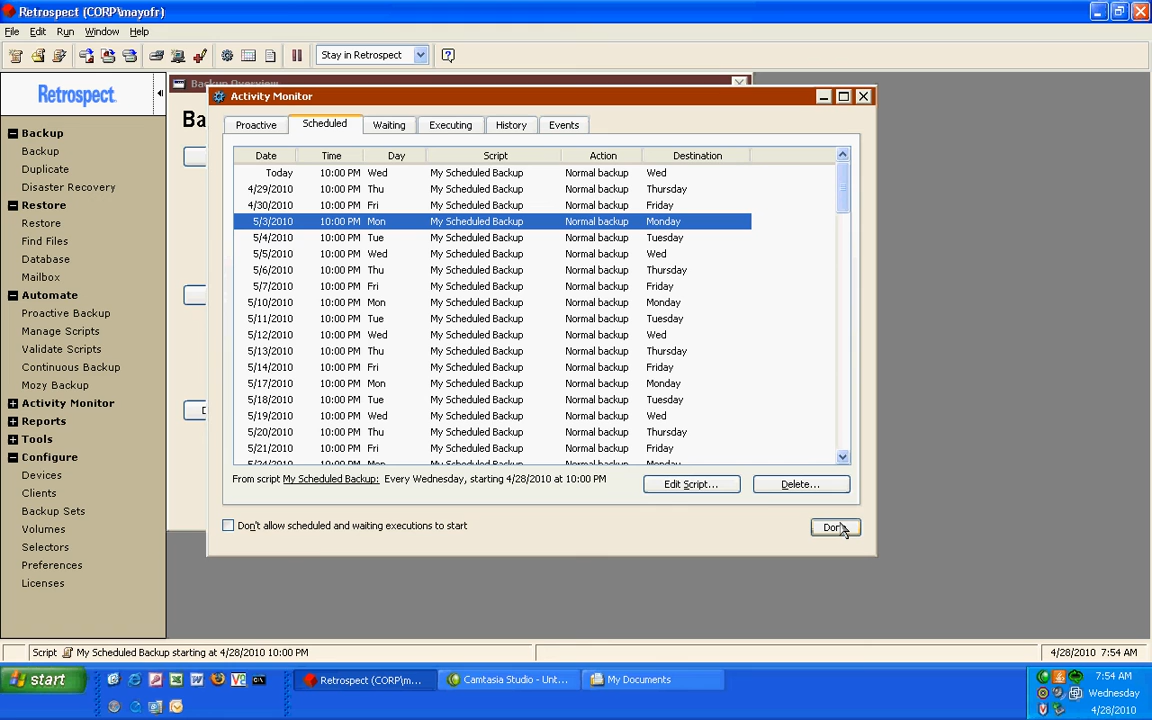 Retrospect (CORP\mayofr)
File Edit Run Window Help
Stay in Retrospect
Retrospect.
Backup
Backup
Duplicate
Disaster Recovery
Restore
Restore
Find Files
Database
Mailbox
Automate
Proactive Backup
Manage Scripts
Validate Scripts
Continuous Backup
Mozy Backup
Activity Monitor
Reports
Tools
Configure
Devices
Clients
Backup Sets
Volumes
Selectors
Preferences
Licenses
Backup Overview
Ba
Activity Monitor
Proactive Scheduled Waiting Executing History Events
Date Time Day Script Action Destination
Today 10:00 PM Wed My Scheduled Backup Normal backup Wed
4/29/2010 10:00 PM Thu My Scheduled Backup Normal backup Thursday
4/30/2010 10:00 PM Fri My Scheduled Backup Normal backup Friday
5/3/2010 10:00 PM Mon My Scheduled Backup Normal backup Monday
5/4/2010 10:00 PM Tue My Scheduled Backup Normal backup Tuesday
5/5/2010 10:00 PM Wed My Scheduled Backup Normal backup Wed
5/6/2010 10:00 PM Thu My Scheduled Backup Normal backup Thursday
5/7/2010 10:00 PM Fri My Scheduled Backup Normal backup Friday
5/10/2010 10:00 PM Mon My Scheduled Backup Normal backup Monday
5/11/2010 10:00 PM Tue My Scheduled Backup Normal backup Tuesday
5/12/2010 10:00 PM Wed My Scheduled Backup Normal backup Wed
5/13/2010 10:00 PM Thu My Scheduled Backup Normal backup Thursday
5/14/2010 10:00 PM Fri My Scheduled Backup Normal backup Friday
5/17/2010 10:00 PM Mon My Scheduled Backup Normal backup Monday
5/18/2010 10:00 PM Tue My Scheduled Backup Normal backup Tuesday
5/19/2010 10:00 PM Wed My Scheduled Backup Normal backup Wed
5/20/2010 10:00 PM Thu My Scheduled Backup Normal backup Thursday
5/21/2010 10:00 PM Fri My Scheduled Backup Normal backup Friday
5/24/2010 10:00 PM Mon My Scheduled Backup Normal backup Monday
From script My Scheduled Backup: Every Wednesday, starting 4/28/2010 at 10:00 PM
Edit Script... Delete...
Don't allow scheduled and waiting executions to start
Done
Script My Scheduled Backup starting at 4/28/2010 10:00 PM
4/28/2010 7:54 AM
start
Retrospect (CORP\m...
Camtasia Studio - Unt...
My Documents
7:54 AM
Wednesday
4/28/2010